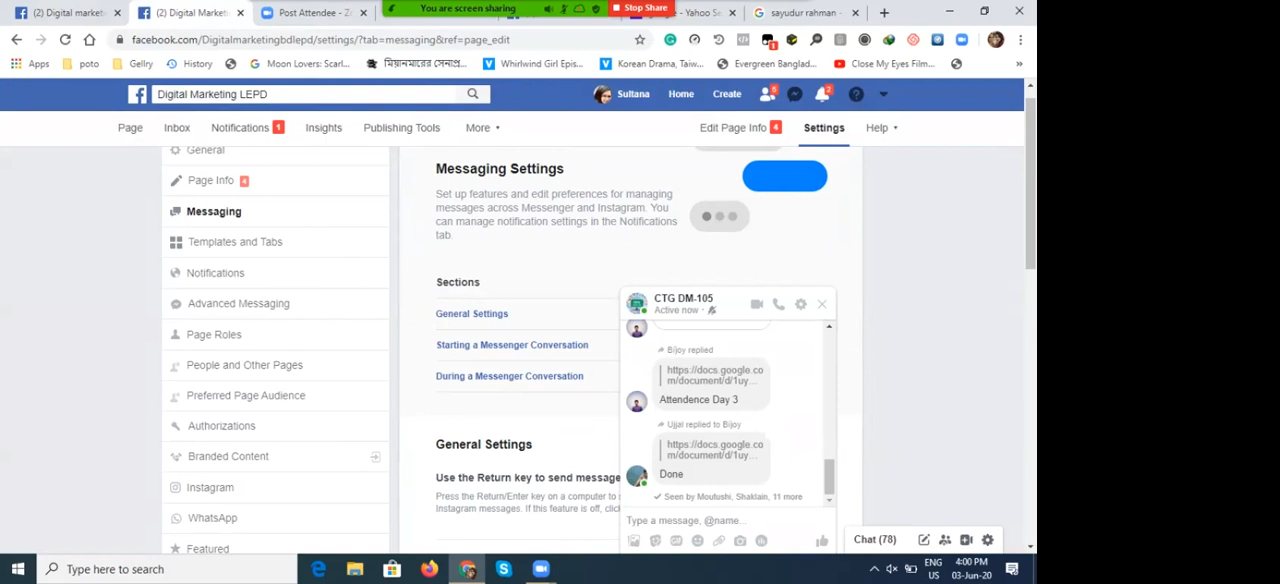 (2) Digital marke
(2) Digital Marketi
Post Attendee - Z
You are screen sharing
Stop Share
- Yahoo Se
sayudur rahman -
facebook.com/Digitalmarketingbdlepd/settings/?tab=messaging&ref=page_edit
1
Apps
poto
Gellry
History
Moon Lovers: Scarl...
মিয়ানমারের সেনাপ্র...
Whirlwind Girl Epis...
Korean Drama, Taiw...
Evergreen Banglad...
Close My Eyes Film...
»
Digital Marketing LEPD
Sultana
Home
Create
6
2
Page
Inbox
Notifications 1
Insights
Publishing Tools
More
Edit Page Info 4
Settings
Help
General
Page Info 4
Messaging
Templates and Tabs
Notifications
Advanced Messaging
Page Roles
People and Other Pages
Preferred Page Audience
Authorizations
Branded Content
Instagram
WhatsApp
Featured
Messaging Settings
Set up features and edit preferences for managing
messages across Messenger and Instagram. You
can manage notification settings in the Notifications
tab.
Sections
General Settings
Starting a Messenger Conversation
During a Messenger Conversation
General Settings
Use the Return key to send message
Press the Return/Enter key on a computer to
Instagram messages. If this feature is off, clic
CTG DM-105
Active now ·
Bijoy replied
https://docs.google.co
m/document/d/1uy...
Attendence Day 3
Ujjal replied to Bijoy
https://docs.google.co
m/document/d/1uy...
Done
Seen by Moutushi, Shaklain, 11 more
Type a message, @name...
GIF
Chat (78)
Type here to search
ENG
US
4:00 PM
03-Jun-20